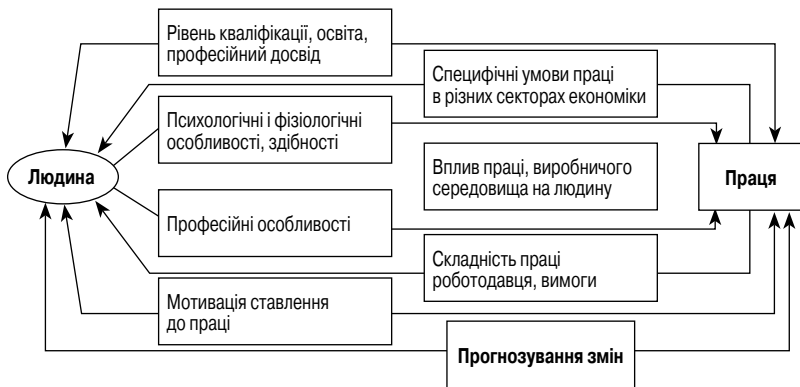 Рівень кваліфікації, освіта,
професійний досвід
Специфічні умови праці
в різних секторах економіки
Психологічні і фізіологічні
особливості, здібності
Людина
Вплив праці, виробничого
середовища на людину
Праця
Професійні особливості
Складність праці
роботодавця, вимоги
Мотивація ставлення
до праці
Прогнозування змін